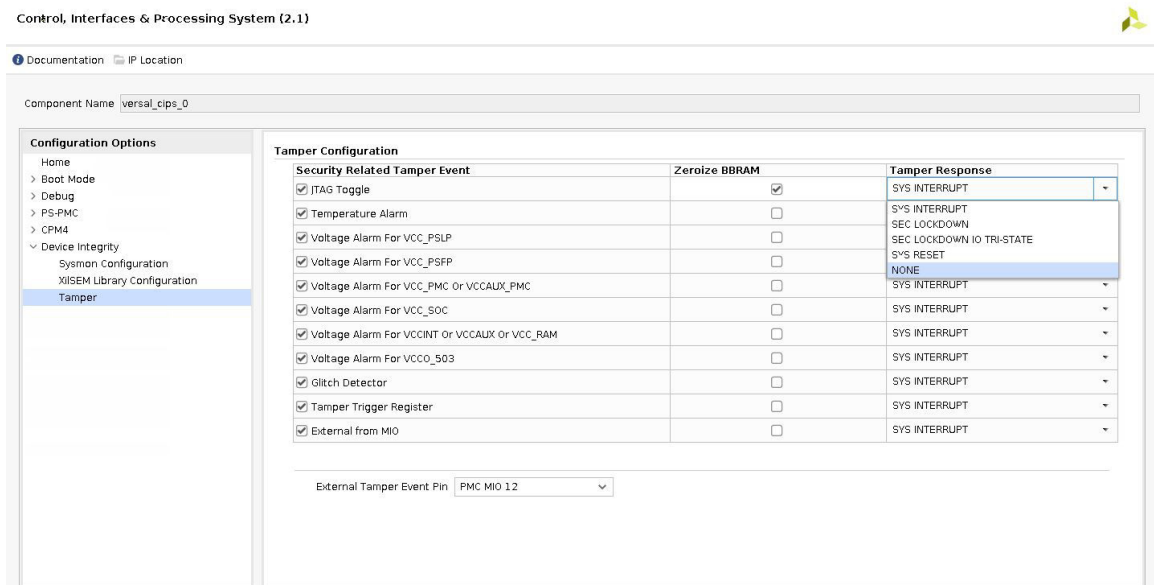 Control, Interfaces & Processing System (2.1)
Documentation IP Location
Component Name versal_cips_0
Configuration Options
Home
Boot Mode
Debug
PS-PMC
CPM4
Device Integrity
Sysmon Configuration
XilSEM Library Configuration
Tamper
Tamper Configuration
Security Related Tamper Event Zeroize BBRAM Tamper Response
JTAG Toggle SYS INTERRUPT
SYS INTERRUPT
SEC LOCKDOWN
SEC LOCKDOWN IO TRI-STATE
SYS RESET
NONE
Temperature Alarm
Voltage Alarm For VCC_PSLP
Voltage Alarm For VCC_PSFP
Voltage Alarm For VCC_PMC Or VCCAUX_PMC SYS INTERRUPT
Voltage Alarm For VCC_SOC SYS INTERRUPT
Voltage Alarm For VCCINT Or VCCAUX Or VCC_RAM SYS INTERRUPT
Voltage Alarm For VCCO_503 SYS INTERRUPT
Glitch Detector SYS INTERRUPT
Tamper Trigger Register SYS INTERRUPT
External from MIO SYS INTERRUPT
External Tamper Event Pin PMC MIO 12